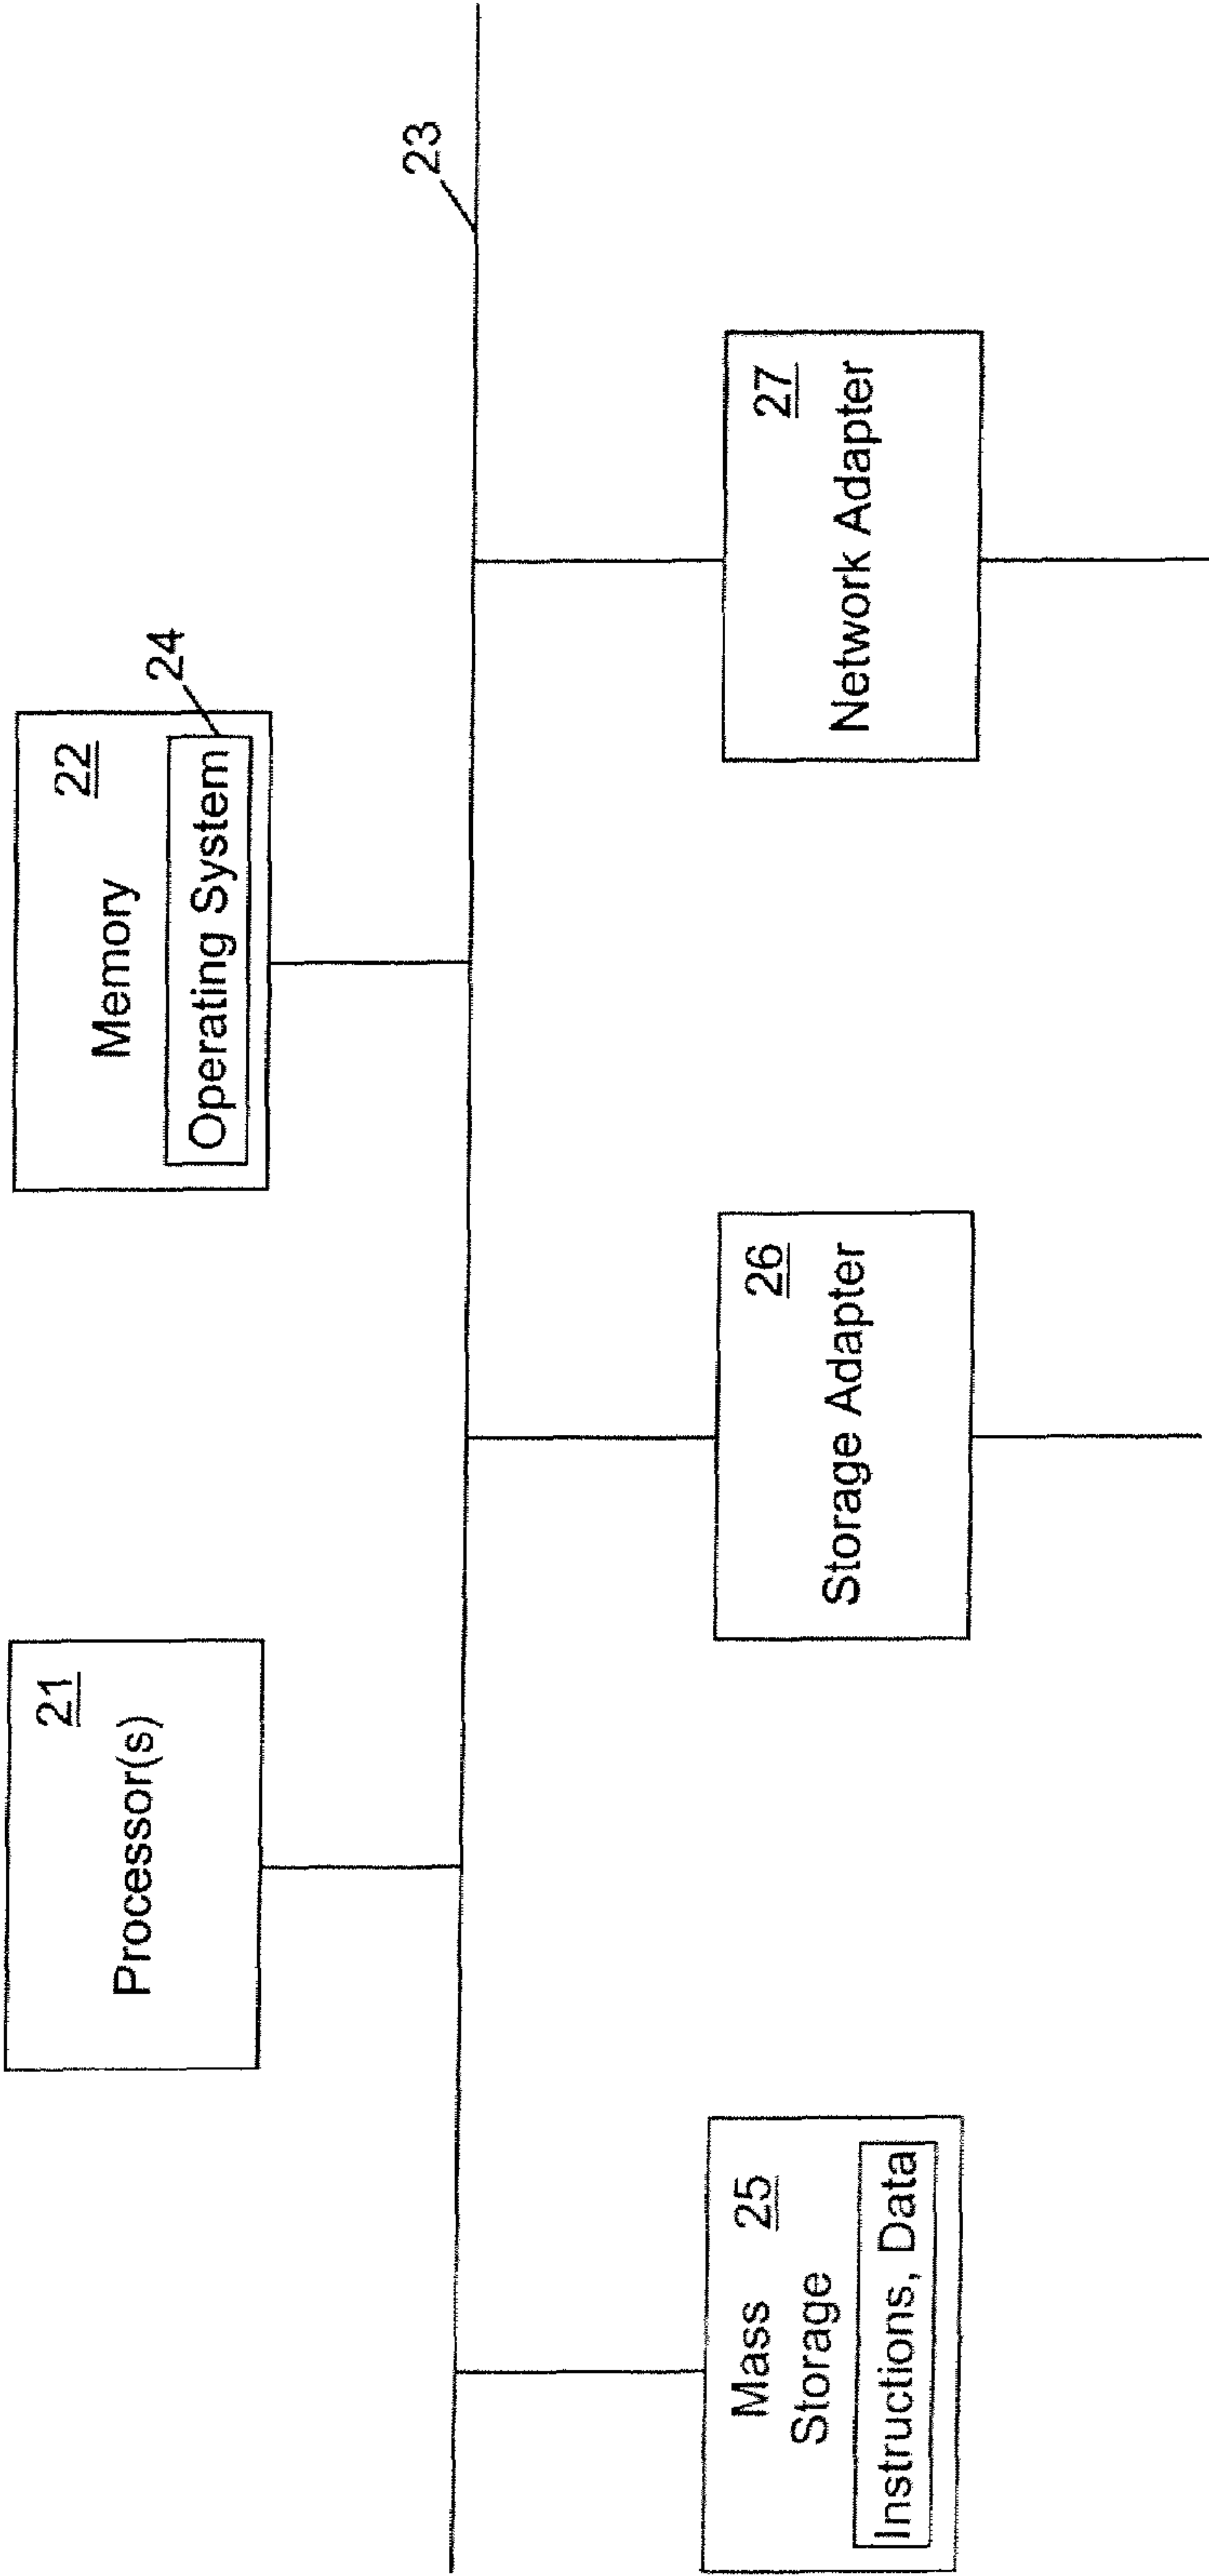 21
Processor(s)
22
Memory
Operating System
24
23
Mass 25
Storage
Instructions, Data
26
Storage Adapter
27
Network Adapter